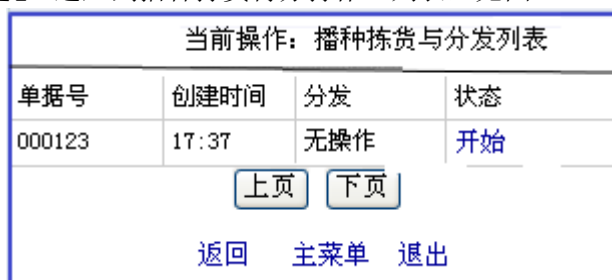 当前操作：播种拣货与分发列表
单据号 创建时间 分发 状态
000123 17:37 无操作 开始
上页 下页
返回 主菜单 退出